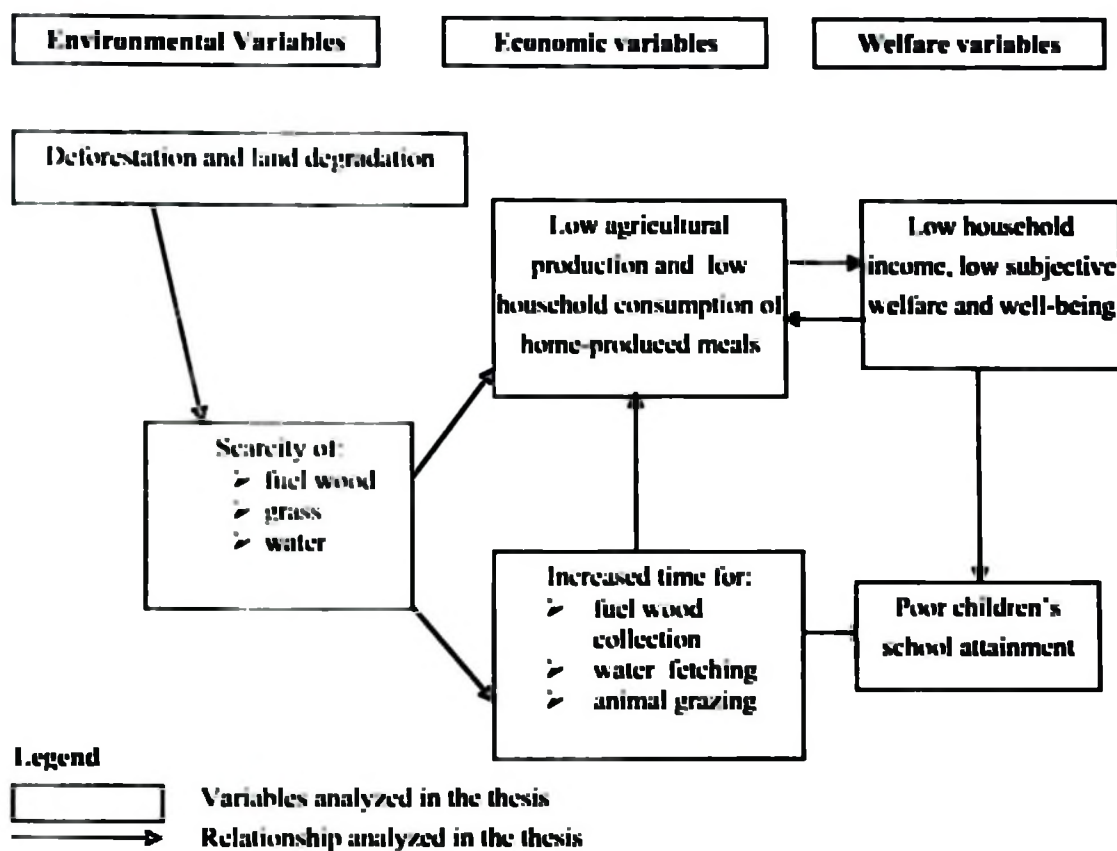 Environmental Variables
Economic variables
Welfare variables
Deforestation and land degradation
Low agricultural
production and low
household consumption of
home-produced meals
Low household
income, low subjective
welfare and well-being
Scarcity of:
➢ fuel wood
➢ grass
➢ water
Increased time for:
➢ fuel wood
collection
➢ water fetching
➢ animal grazing
Poor children's
school attainment
Legend
Variables analyzed in the thesis
Relationship analyzed in the thesis